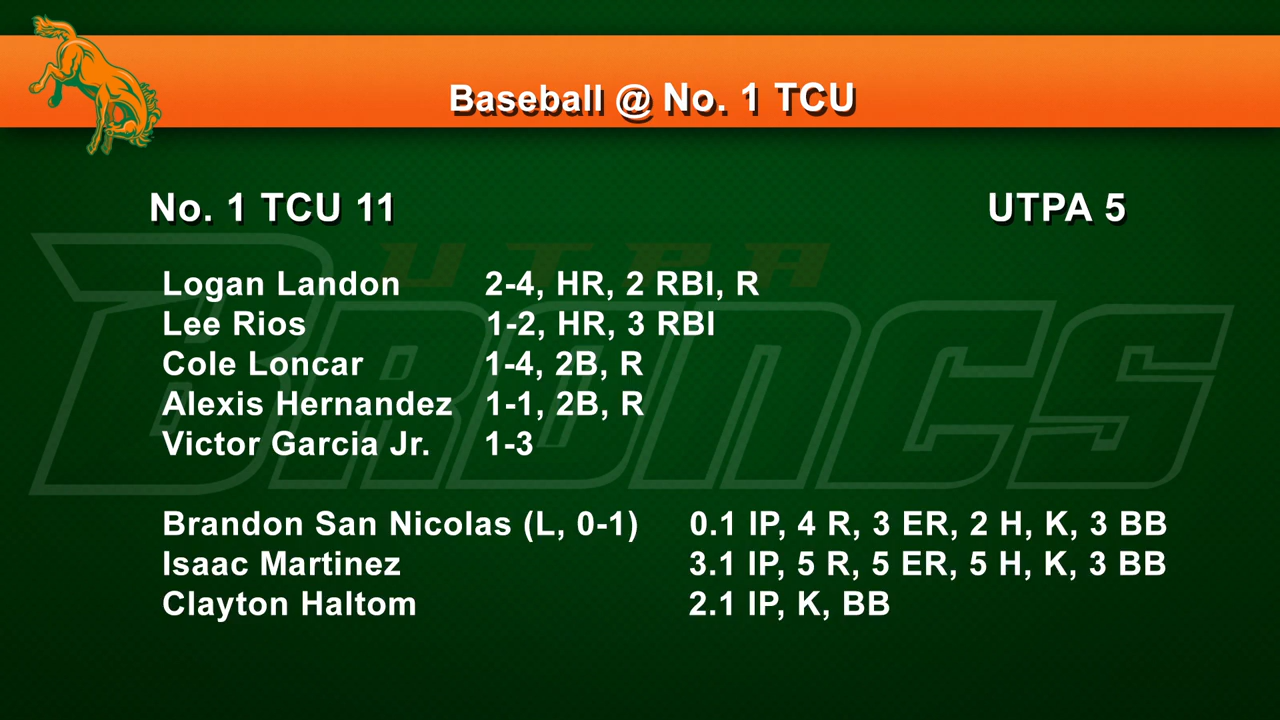 Baseball @ No. 1 TCU
No. 1 TCU 11 UTPA 5
UTPA
BRONCS
Logan Landon 2-4, HR, 2 RBI, R
Lee Rios 1-2, HR, 3 RBI
Cole Loncar 1-4, 2B, R
Alexis Hernandez 1-1, 2B, R
Victor Garcia Jr. 1-3
Brandon San Nicolas (L, 0-1) 0.1 IP, 4 R, 3 ER, 2 H, K, 3 BB
Isaac Martinez 3.1 IP, 5 R, 5 ER, 5 H, K, 3 BB
Clayton Haltom 2.1 IP, K, BB